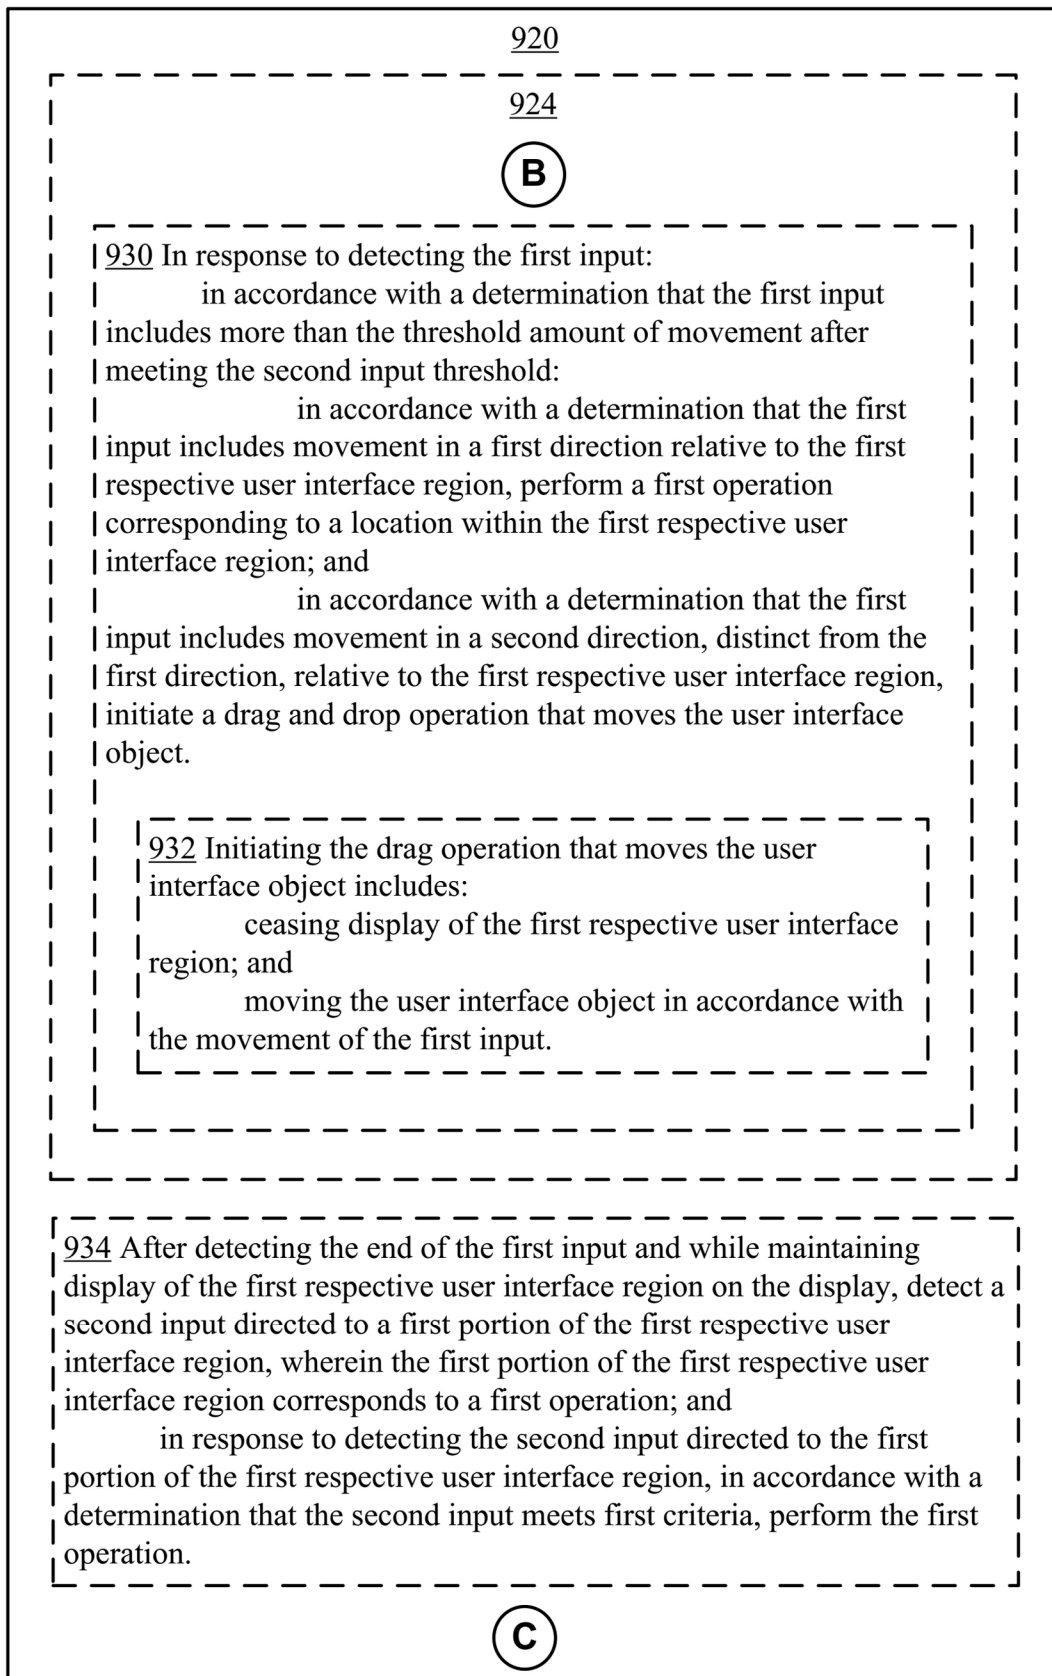 920
924
B
930 In response to detecting the first input:
in accordance with a determination that the first input
includes more than the threshold amount of movement after
meeting the second input threshold:
in accordance with a determination that the first
input includes movement in a first direction relative to the first
respective user interface region, perform a first operation
corresponding to a location within the first respective user
interface region; and
in accordance with a determination that the first
input includes movement in a second direction, distinct from the
first direction, relative to the first respective user interface region,
initiate a drag and drop operation that moves the user interface
object.
932 Initiating the drag operation that moves the user
interface object includes:
ceasing display of the first respective user interface
region; and
moving the user interface object in accordance with
the movement of the first input.
934 After detecting the end of the first input and while maintaining
display of the first respective user interface region on the display, detect a
second input directed to a first portion of the first respective user
interface region, wherein the first portion of the first respective user
interface region corresponds to a first operation; and
in response to detecting the second input directed to the first
portion of the first respective user interface region, in accordance with a
determination that the second input meets first criteria, perform the first
operation.
C